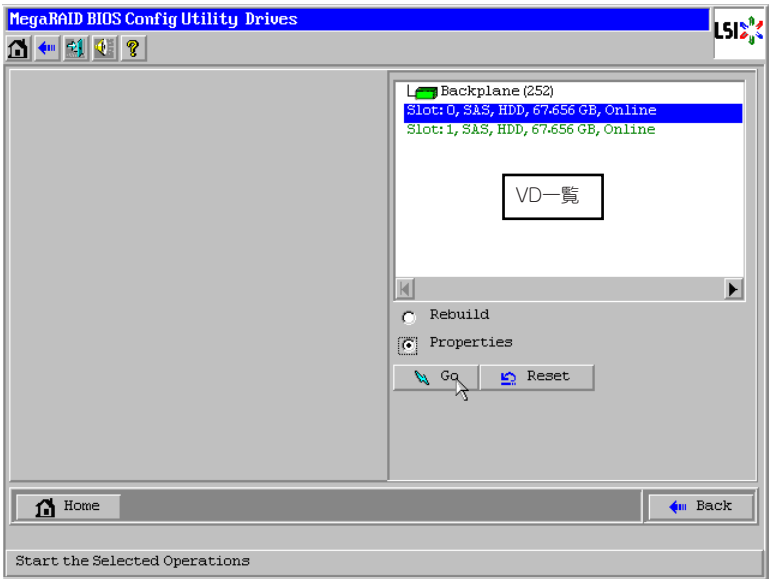 MegaRAID BIOS Config Utility Drives
LSI
Backplane (252)
Slot: 0, SAS, HDD, 67.656 GB, Online
Slot: 1, SAS, HDD, 67.656 GB, Online
VD一覧
Rebuild
Properties
Go
Reset
Home
Back
Start the Selected Operations